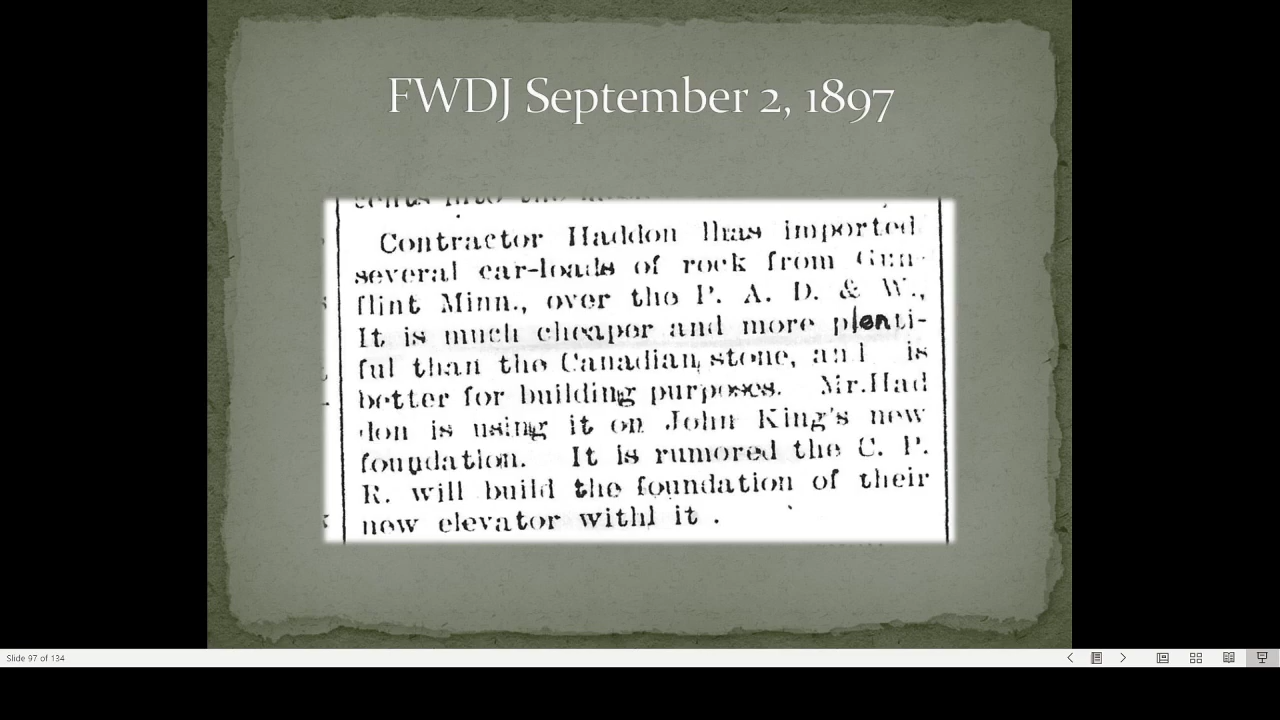 FWDJ September 2, 1897
into the
Contractor Haddon has imported
several car-loads of rock from Gun-
flint Minn., over the P. A. D. & W.,
It is much cheaper and more plenti-
ful than the Canadian, stone, and is
better for building purposes. Mr.Had
don is using it on John King's new
foundation. It is rumored the C. P.
R. will build the foundation of their
new elevator with it .
Slide 97 of 134